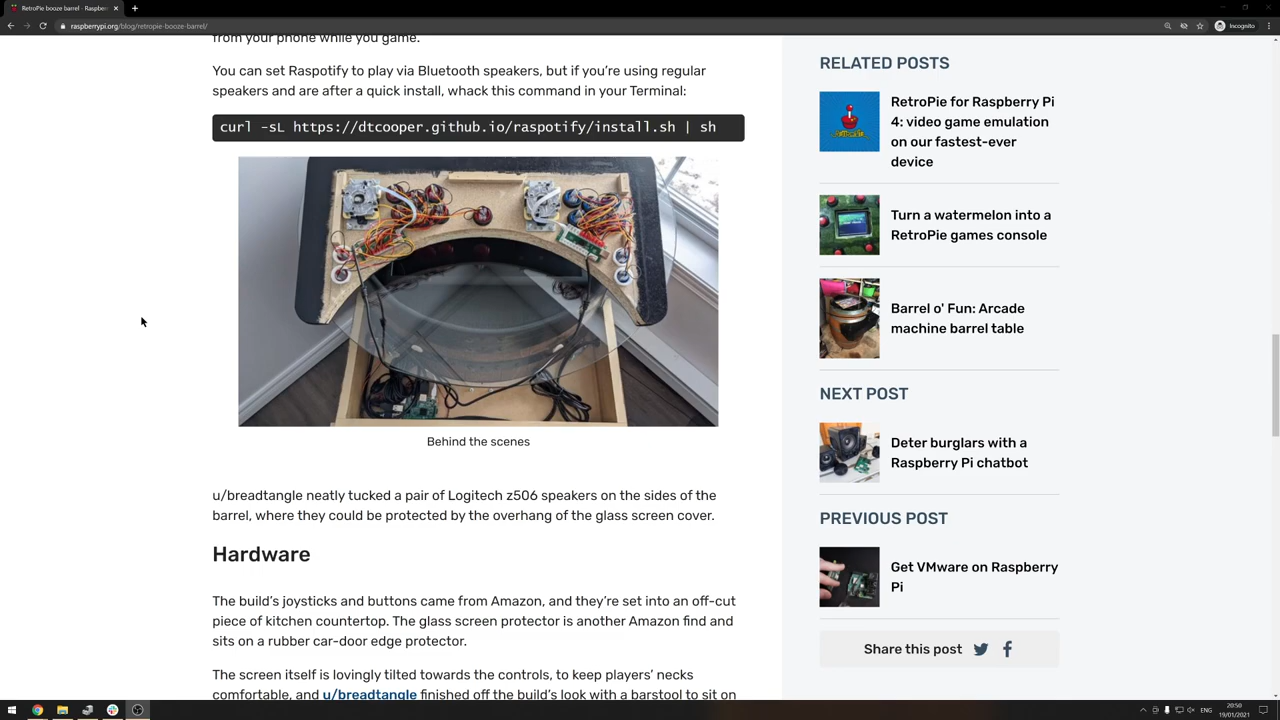 RetroPie booze barrel - Raspberr
raspberrypi.org/blog/retropie-booze-barrel/
Incognito
from your phone while you game.
You can set Raspotify to play via Bluetooth speakers, but if you’re using regular
speakers and are after a quick install, whack this command in your Terminal:
curl -sL https://dtcooper.github.io/raspotify/install.sh | sh
Behind the scenes
u/breadtangle neatly tucked a pair of Logitech z506 speakers on the sides of the
barrel, where they could be protected by the overhang of the glass screen cover.
Hardware
The build’s joysticks and buttons came from Amazon, and they’re set into an off-cut
piece of kitchen countertop. The glass screen protector is another Amazon find and
sits on a rubber car-door edge protector.
The screen itself is lovingly tilted towards the controls, to keep players’ necks
comfortable, and u/breadtangle finished off the build’s look with a barstool to sit on
RELATED POSTS
RetroPie for Raspberry Pi
4: video game emulation
on our fastest-ever
device
Turn a watermelon into a
RetroPie games console
Barrel o' Fun: Arcade
machine barrel table
NEXT POST
Deter burglars with a
Raspberry Pi chatbot
PREVIOUS POST
Get VMware on Raspberry
Pi
Share this post
ENG
20:50
19/01/2021